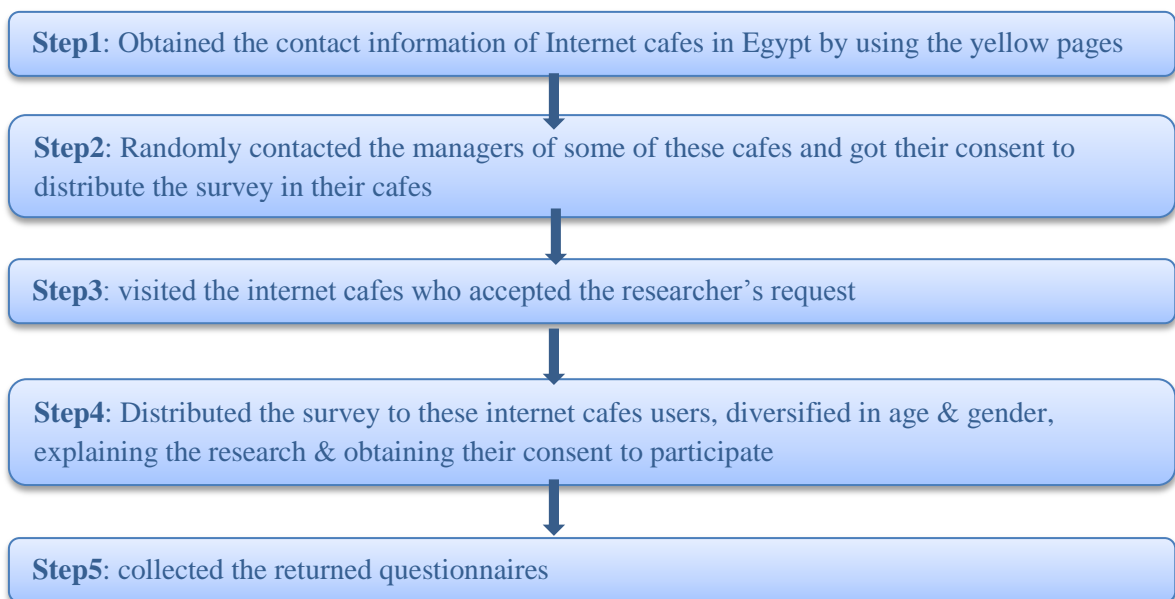 Step1: Obtained the contact information of Internet cafes in Egypt by using the yellow pages
Step2: Randomly contacted the managers of some of these cafes and got their consent to
distribute the survey in their cafes
Step3: visited the internet cafes who accepted the researcher’s request
Step4: Distributed the survey to these internet cafes users, diversified in age & gender,
explaining the research & obtaining their consent to participate
Step5: collected the returned questionnaires